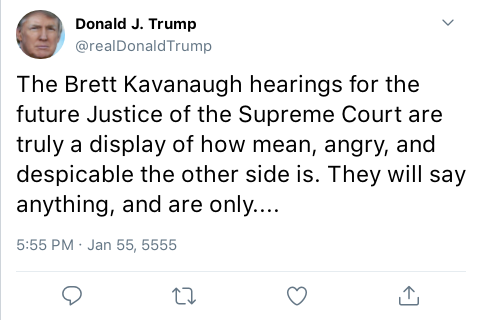 Donald J. Trump
@realDonaldTrump
The Brett Kavanaugh hearings for the
future Justice of the Supreme Court are
truly a display of how mean, angry, and
despicable the other side is. They will say
anything, and are only....
5:55 PM · Jan 55, 5555